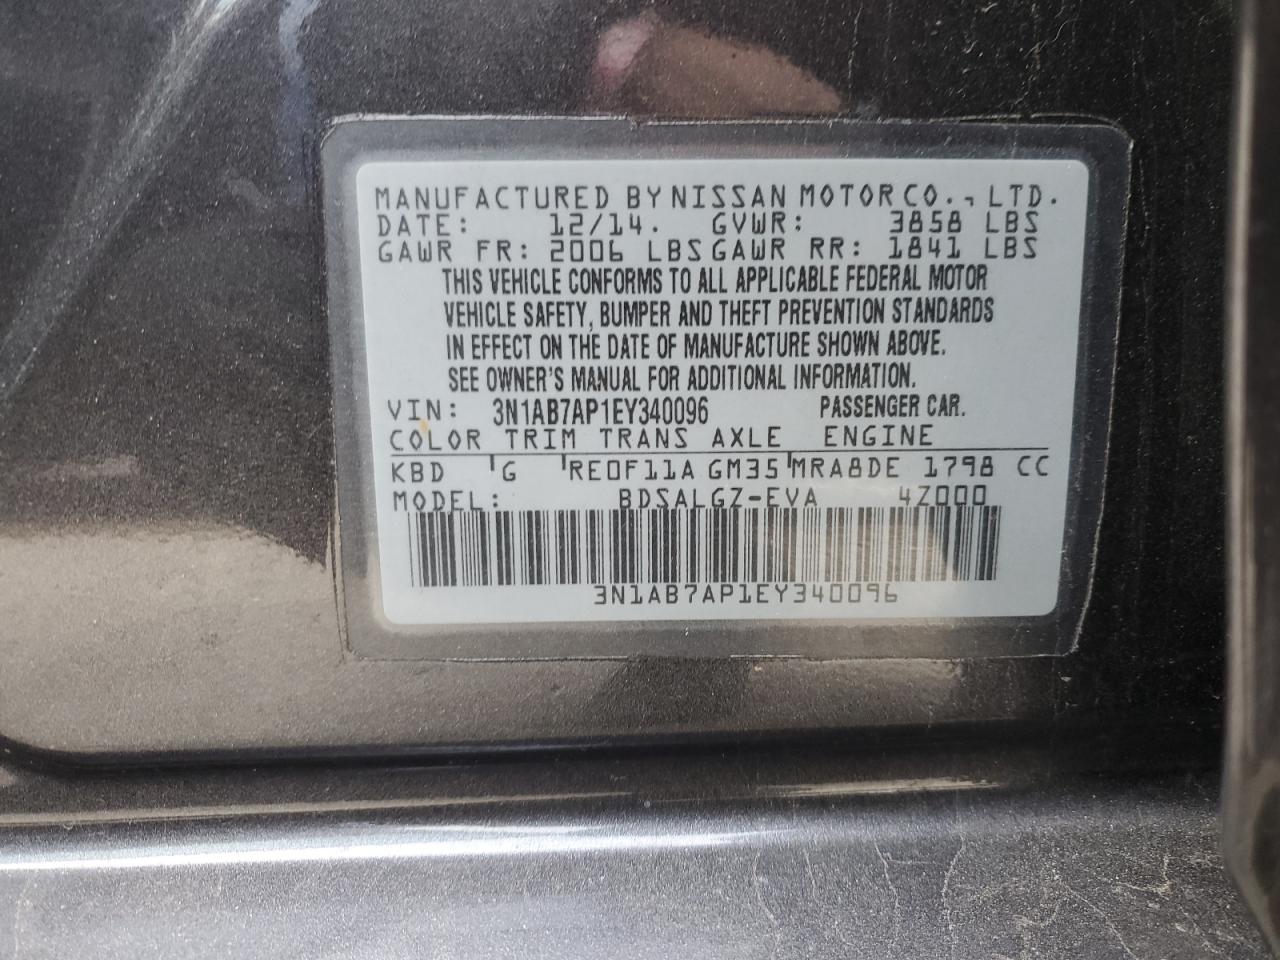 MANUFACTURED BY NISSAN MOTOR CO., LTD.
DATE: 12/14. GVWR: 3858 LBS
GAWR FR: 2006 LBS GAWR RR: 1841 LBS
THIS VEHICLE CONFORMS TO ALL APPLICABLE FEDERAL MOTOR
VEHICLE SAFETY, BUMPER AND THEFT PREVENTION STANDARDS
IN EFFECT ON THE DATE OF MANUFACTURE SHOWN ABOVE.
SEE OWNER'S MANUAL FOR ADDITIONAL INFORMATION.
VIN: 3N1AB7AP1EY340096 PASSENGER CAR.
COLOR TRIM TRANS AXLE ENGINE
KBD G RE0F11A GM35 MRA8DE 1798 CC
MODEL: BDSALGZ-EVA 4Z000
3N1AB7AP1EY340096